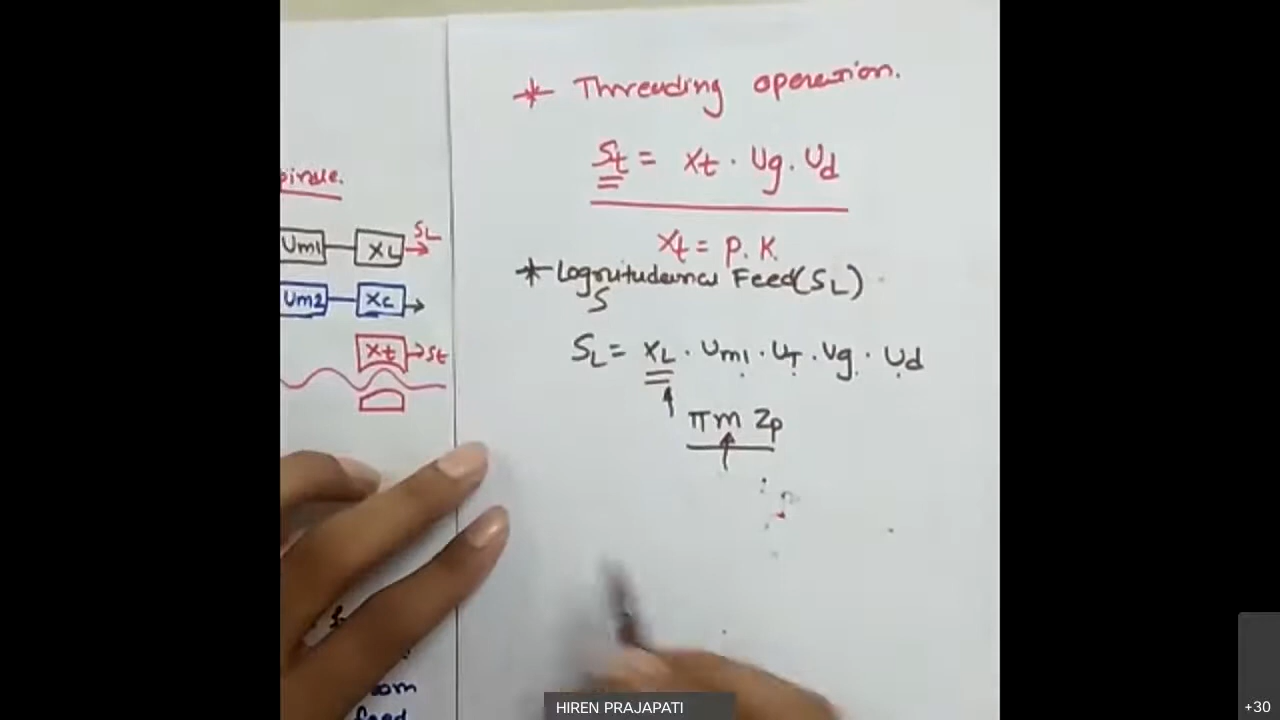 * Threading operation.
St = Xt · Ug. Ud
Xt = P. K.
* Feed (SL)
S
SL = XL · Um1 · UT · Ug · Ud
πm Zp
Um1 XL SL
Um2 Xc
Xt St
HIREN PRAJAPATI
+30